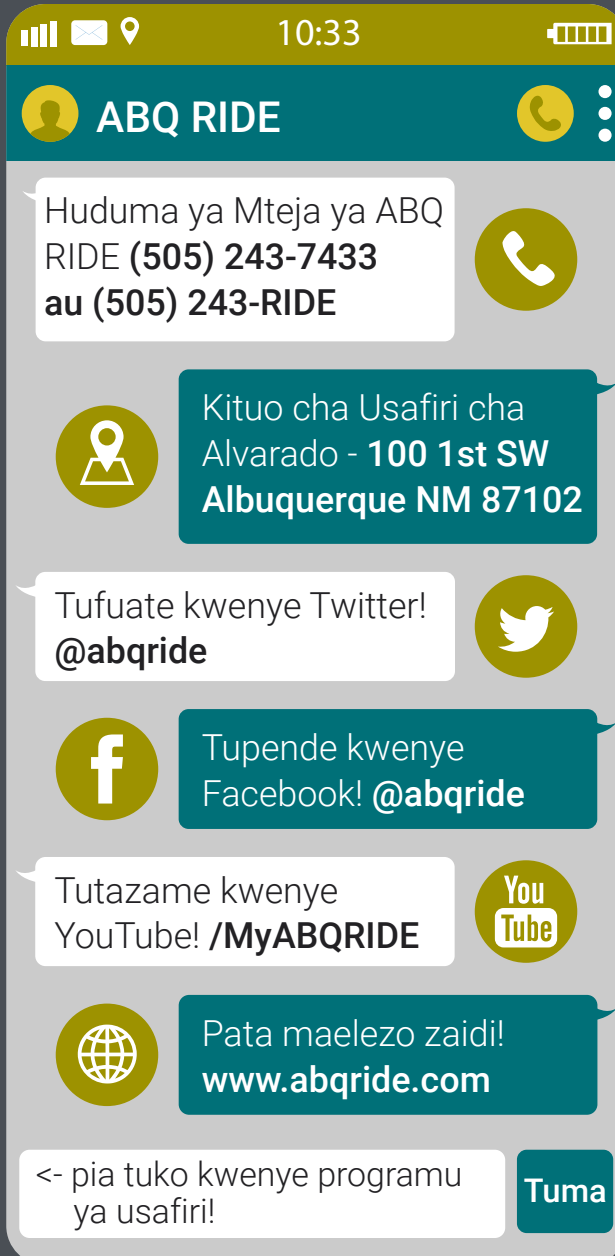 10:33
ABQ RIDE
Huduma ya Mteja ya ABQ
RIDE (505) 243-7433
au (505) 243-RIDE
Kituo cha Usafiri cha
Alvarado - 100 1st SW
Albuquerque NM 87102
Tufuate kwenye Twitter!
@abqride
Tupende kwenye
Facebook! @abqride
Tutazame kwenye
YouTube! /MyABQRIDE
You
Tube
Pata maelezo zaidi!
www.abqride.com
<- pia tuko kwenye programu
ya usafiri!
Tuma